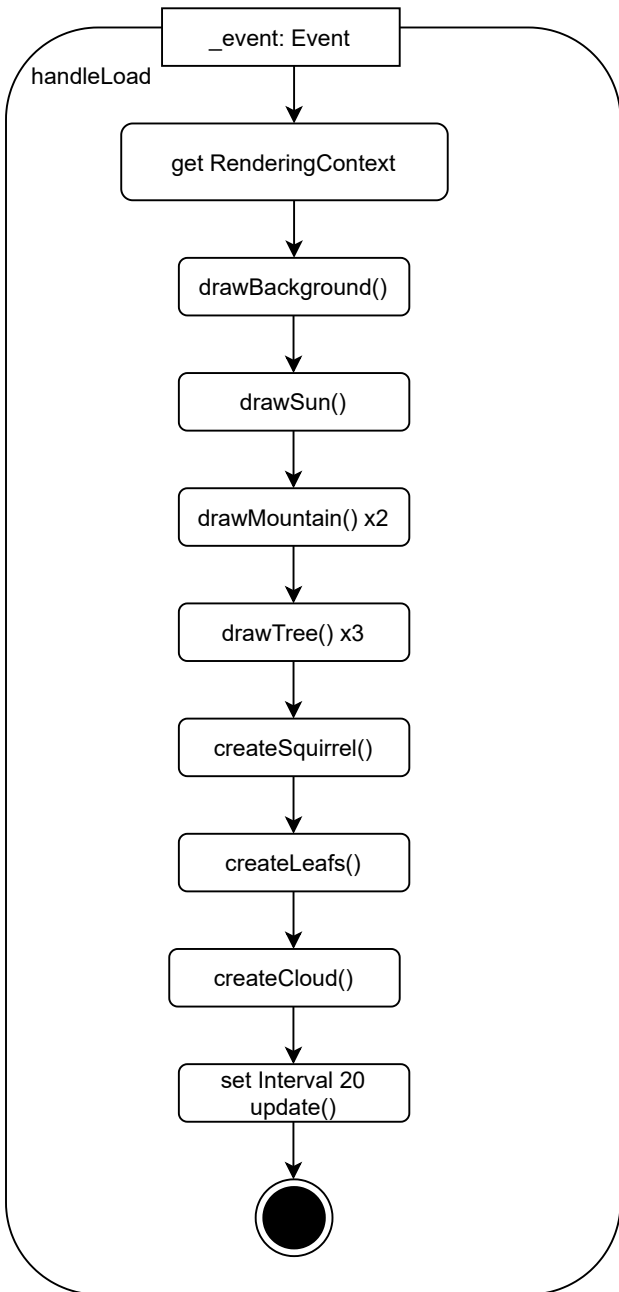 _event: Event
handleLoad
get RenderingContext
drawBackground()
drawSun()
drawMountain() x2
drawTree() x3
createSquirrel()
createLeafs()
createCloud()
set Interval 20
update()